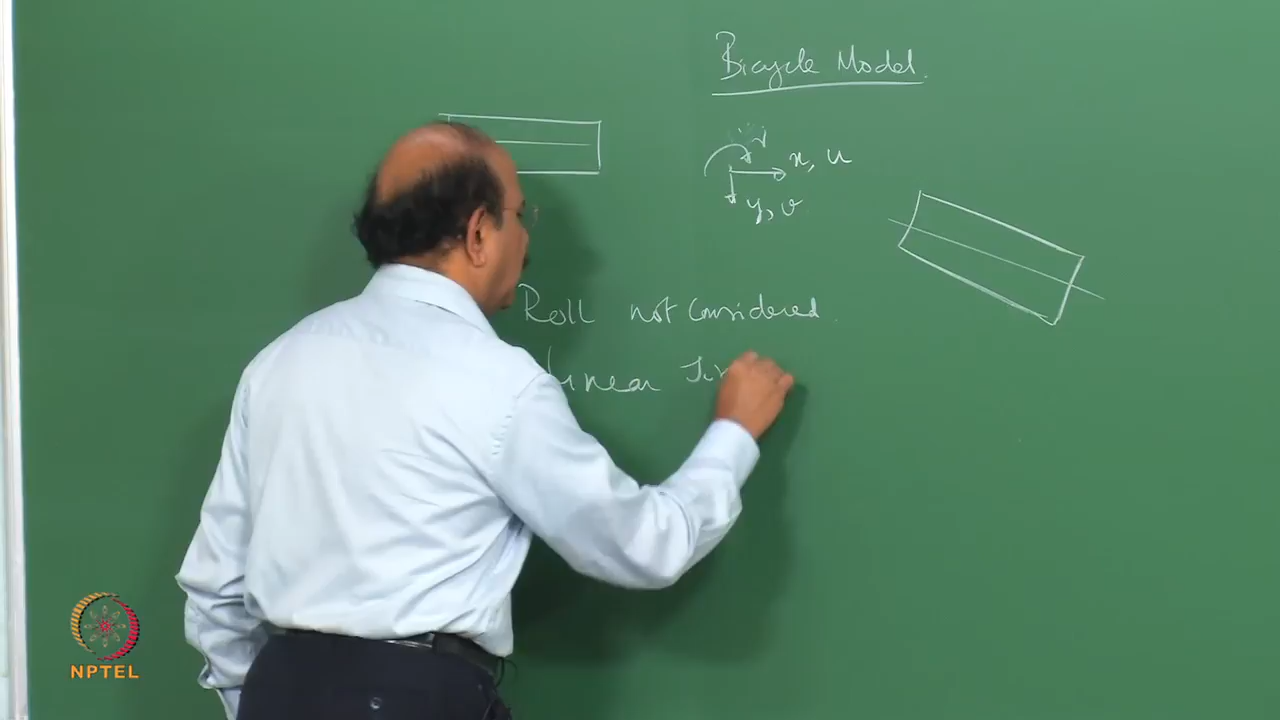 Bicycle Model.
r
x, u
y, v
Roll not considered.
Linear
NPTEL